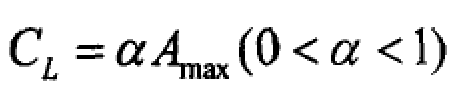 C_L = αA_max (0 < α < 1)